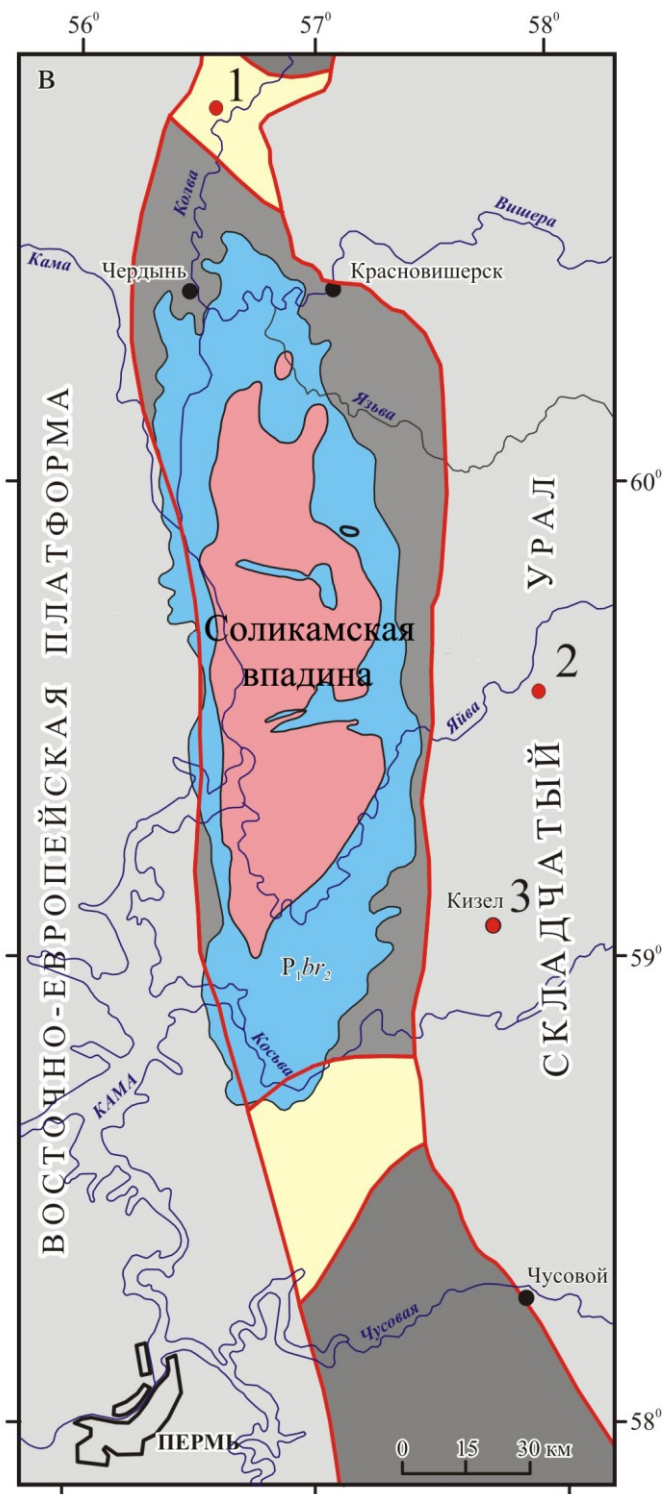 56⁰
57⁰
58⁰
В
1
Колва
Вишера
Кама
Чердынь
Красновишерск
Язьва
ВОСТОЧНО-ЕВРОПЕЙСКАЯ ПЛАТФОРМА
60⁰
СКЛАДЧАТЫЙ УРАЛ
Соликамская
впадина
2
Яйва
Кизел
3
59⁰
P₁br₂
Косьва
КАМА
Чусовой
Чусовая
58⁰
ПЕРМЬ
0 15 30 км